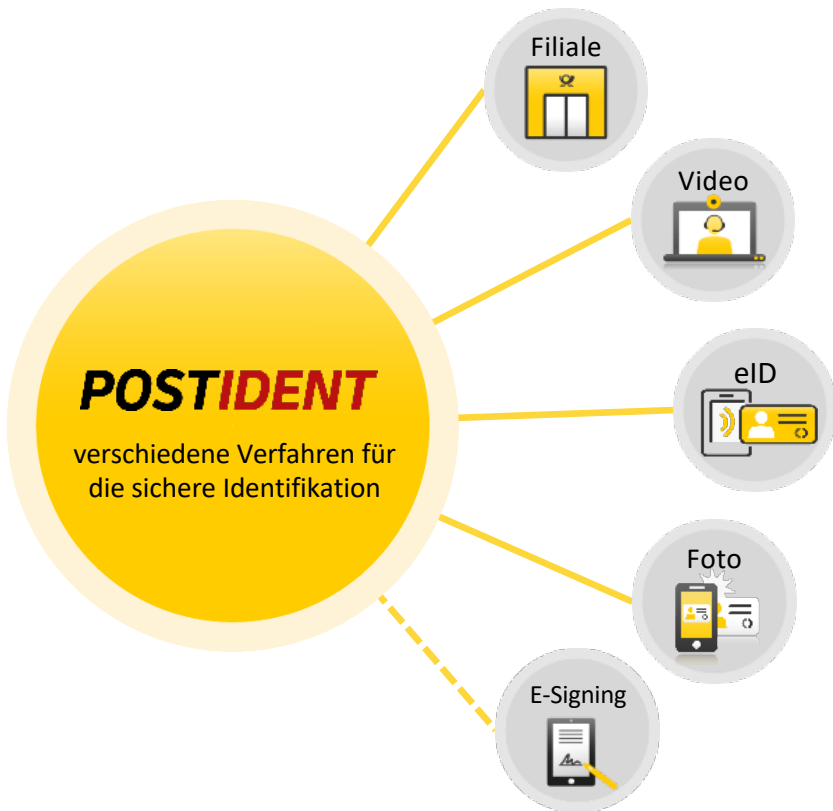 Filiale
Video
eID
POSTIDENT
verschiedene Verfahren für
die sichere Identifikation
Foto
E-Signing